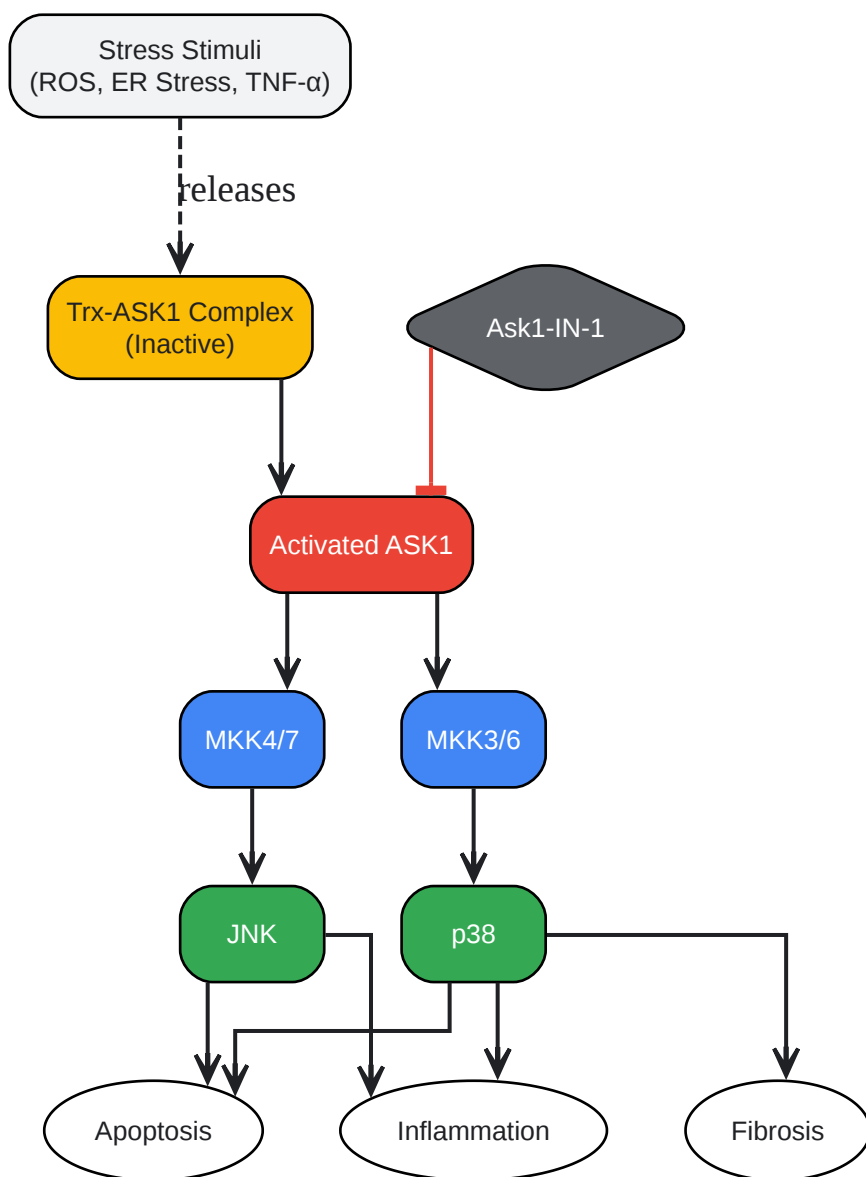 Stress Stimuli
(ROS, ER Stress, TNF-α)
releases
Trx-ASK1 Complex
(Inactive)
Ask1-IN-1
Activated ASK1
MKK4/7
MKK3/6
JNK
p38
Apoptosis
Inflammation
Fibrosis